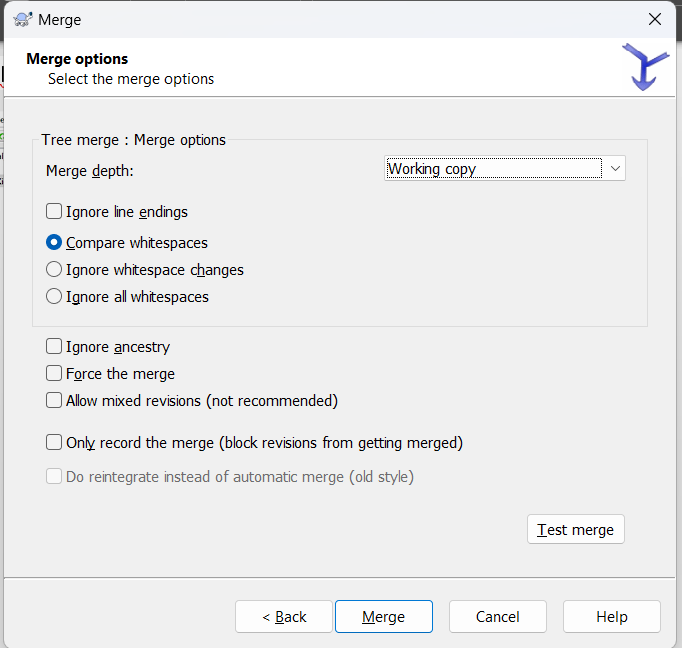 Merge
Merge options
Select the merge options
Tree merge : Merge options
Merge depth:
Working copy
Ignore line endings
Compare whitespaces
Ignore whitespace changes
Ignore all whitespaces
Ignore ancestry
Force the merge
Allow mixed revisions (not recommended)
Only record the merge (block revisions from getting merged)
Do reintegrate instead of automatic merge (old style)
Test merge
< Back
Merge
Cancel
Help